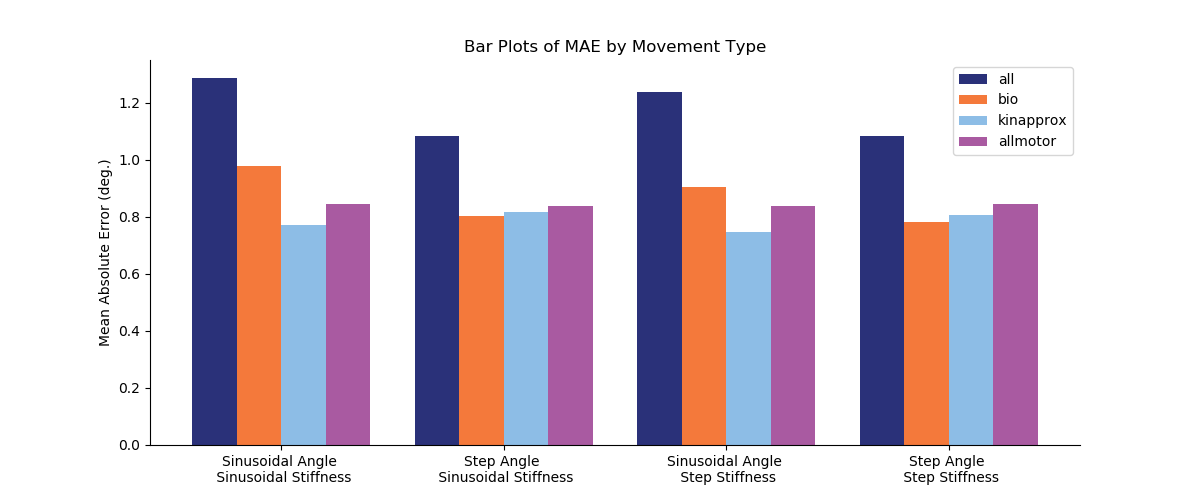 Bar Plots of MAE by Movement Type
Mean Absolute Error (deg.)
1.2
1.0
0.8
0.6
0.4
0.2
0.0
all
bio
kinapprox
allmotor
Sinusoidal Angle
Sinusoidal Stiffness
Step Angle
Sinusoidal Stiffness
Sinusoidal Angle
Step Stiffness
Step Angle
Step Stiffness